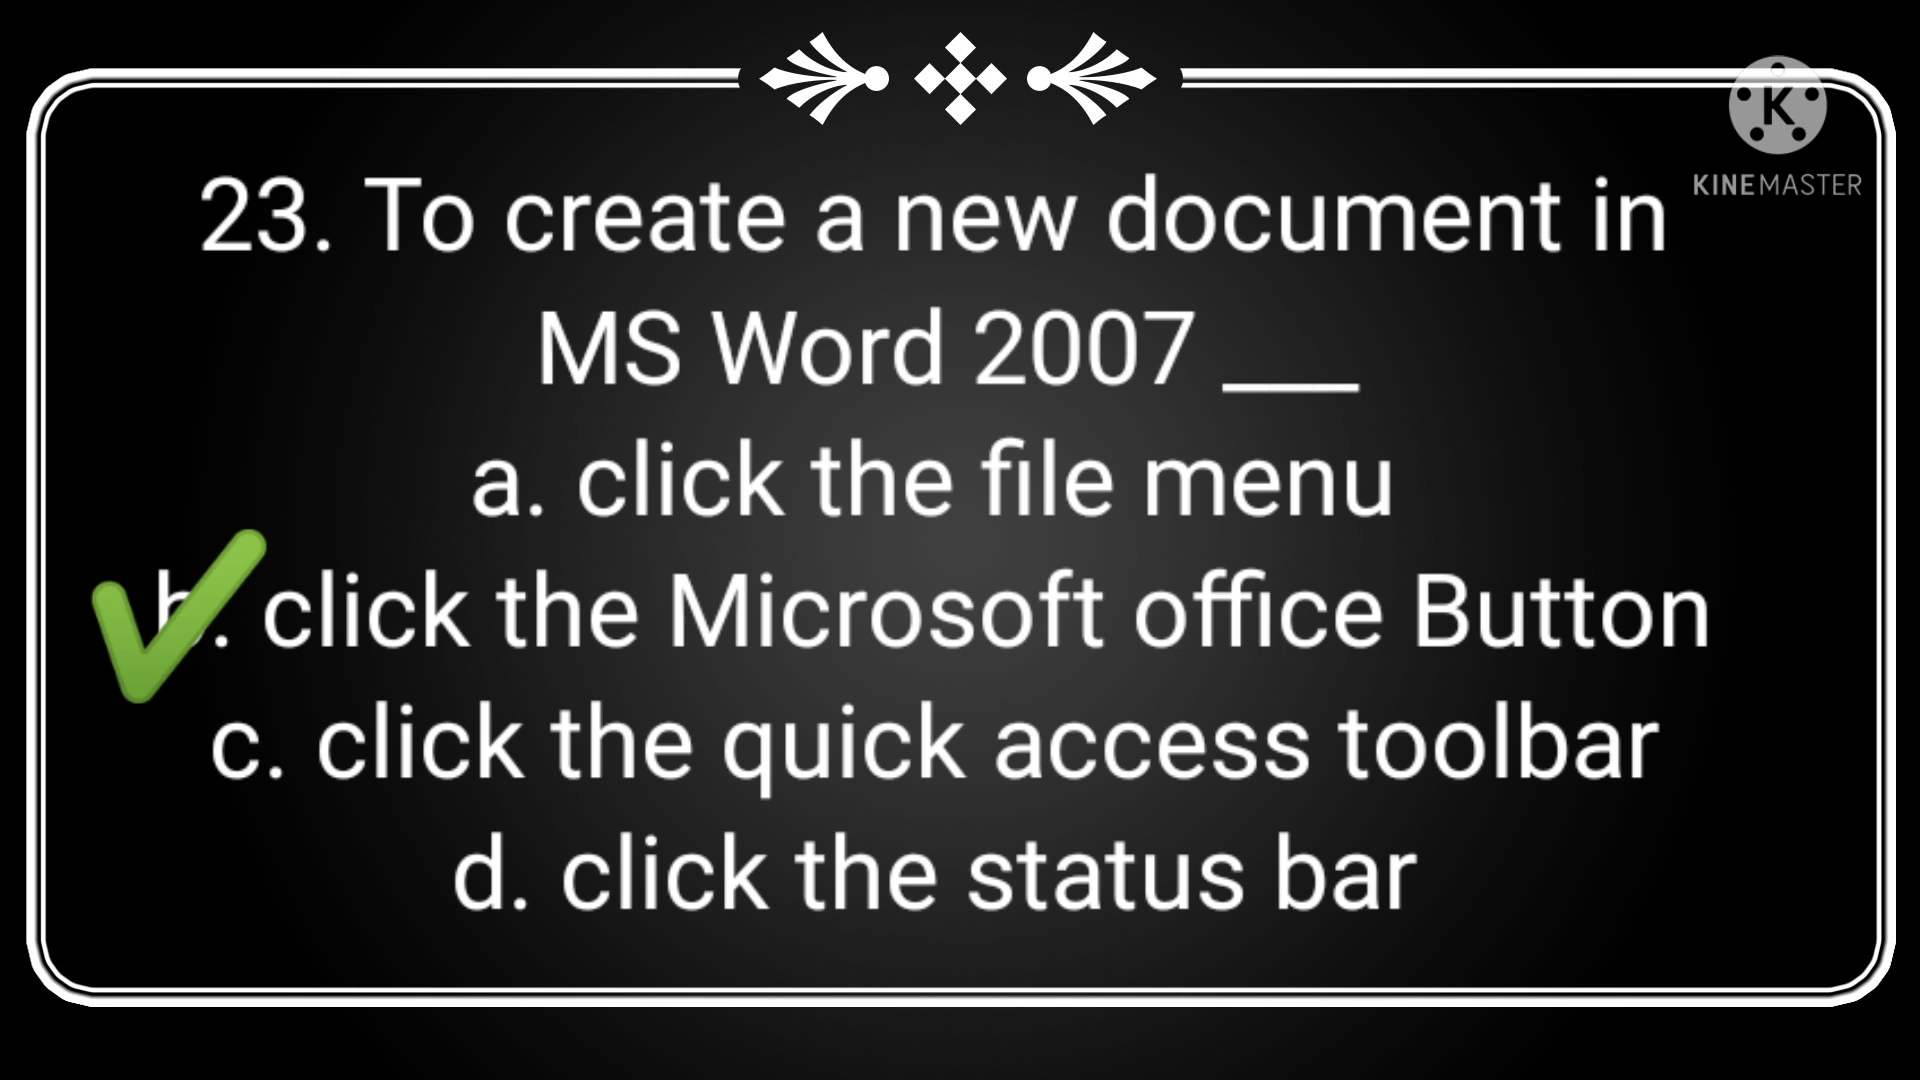 KINEMASTER
23. To create a new document in
MS Word 2007 ___
a. click the file menu
b. click the Microsoft office Button
c. click the quick access toolbar
d. click the status bar